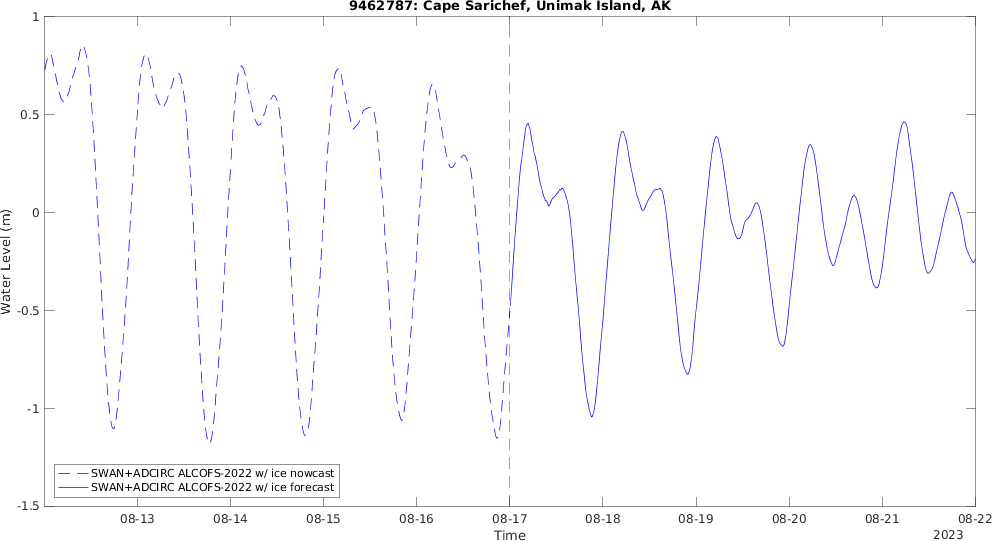 9462787: Cape Sarichef, Unimak Island, AK
1
0.5
0
-0.5
-1
-1.5
Water Level (m)
SWAN+ADCIRC ALCOFS-2022 w/ ice nowcast
SWAN+ADCIRC ALCOFS-2022 w/ ice forecast
08-13 08-14 08-15 08-16 08-17 08-18 08-19 08-20 08-21 08-22
Time
2023